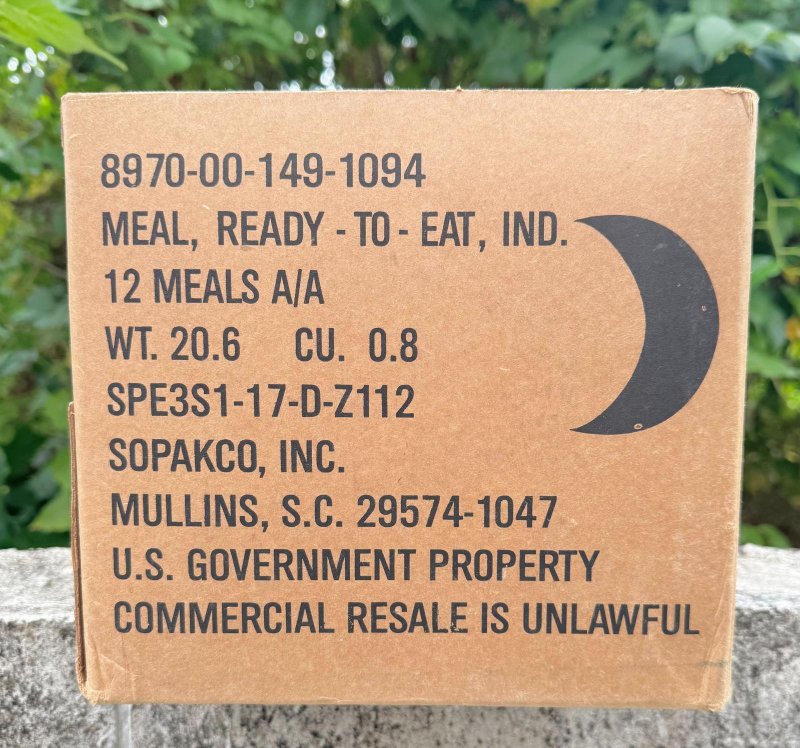 8970-00-149-1094
MEAL, READY - TO - EAT, IND.
12 MEALS A/A
WT. 20.6 CU. 0.8
SPE3S1-17-D-Z112
SOPAKCO, INC.
MULLINS, S.C. 29574-1047
U.S. GOVERNMENT PROPERTY
COMMERCIAL RESALE IS UNLAWFUL